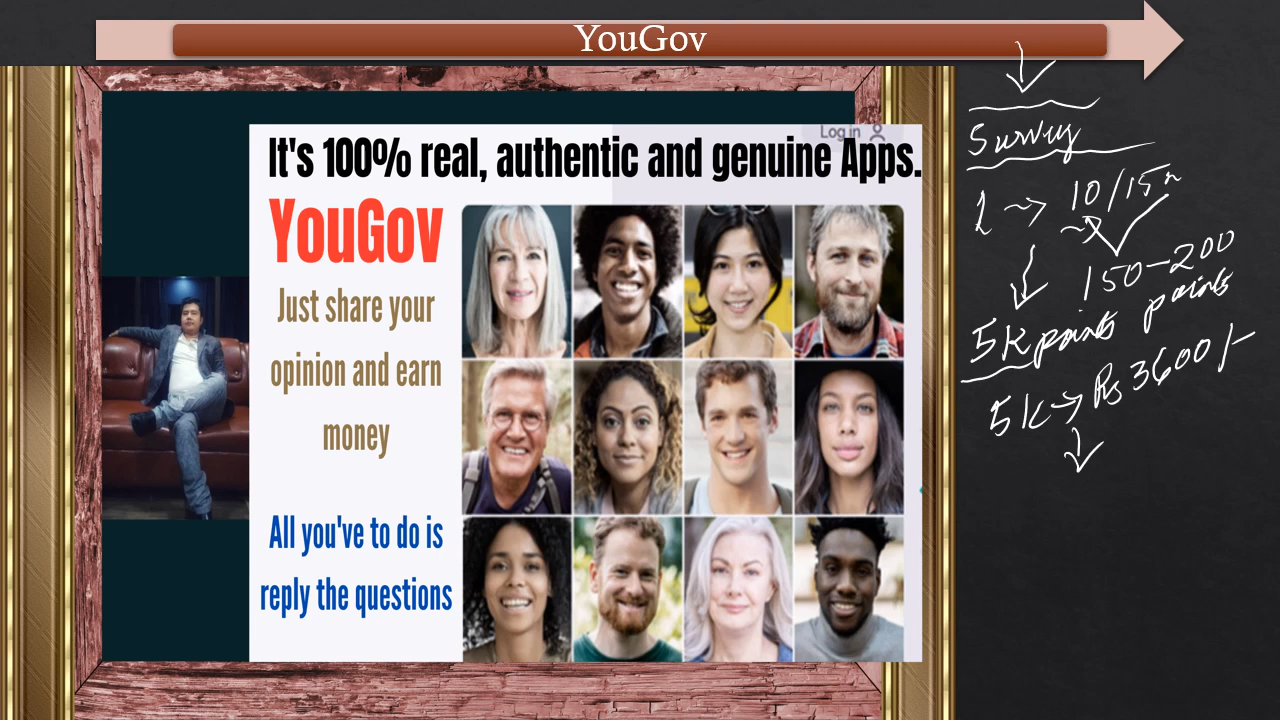 YouGov
Log in
It's 100% real, authentic and genuine Apps.
YouGov
Just share your
opinion and earn
money
All you've to do is
reply the questions
Survey
1 → 10/15
150-200
points
5K points
5K → Rs 3600/-